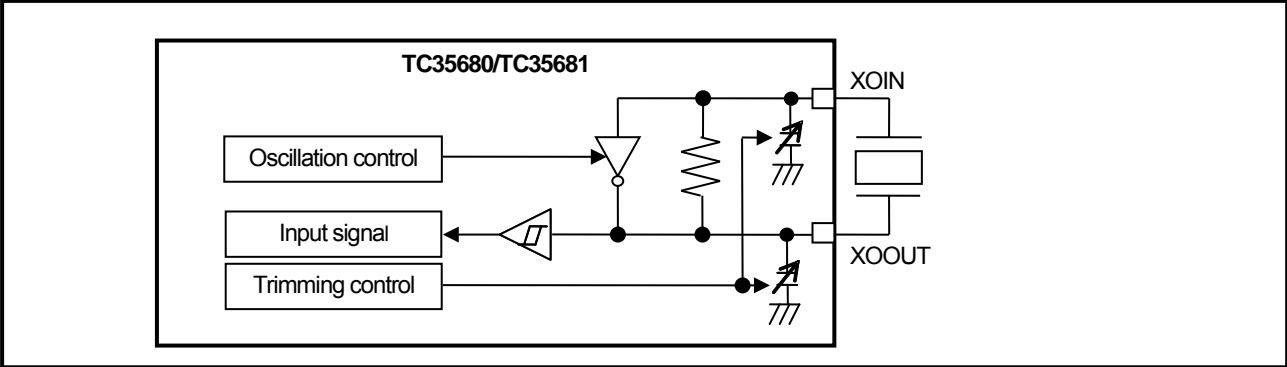 TC35680/TC35681
XOIN
Oscillation control
Input signal
XOOUT
Trimming control